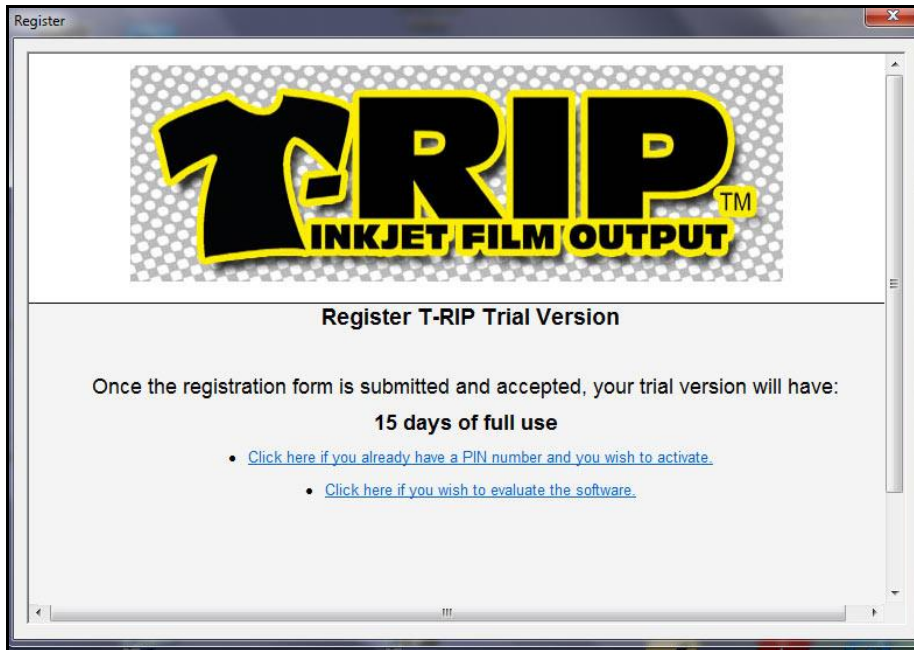 Register
T-RIP TM
INKJET FILM OUTPUT
Register T-RIP Trial Version
Once the registration form is submitted and accepted, your trial version will have:
15 days of full use
• Click here if you already have a PIN number and you wish to activate.
• Click here if you wish to evaluate the software.